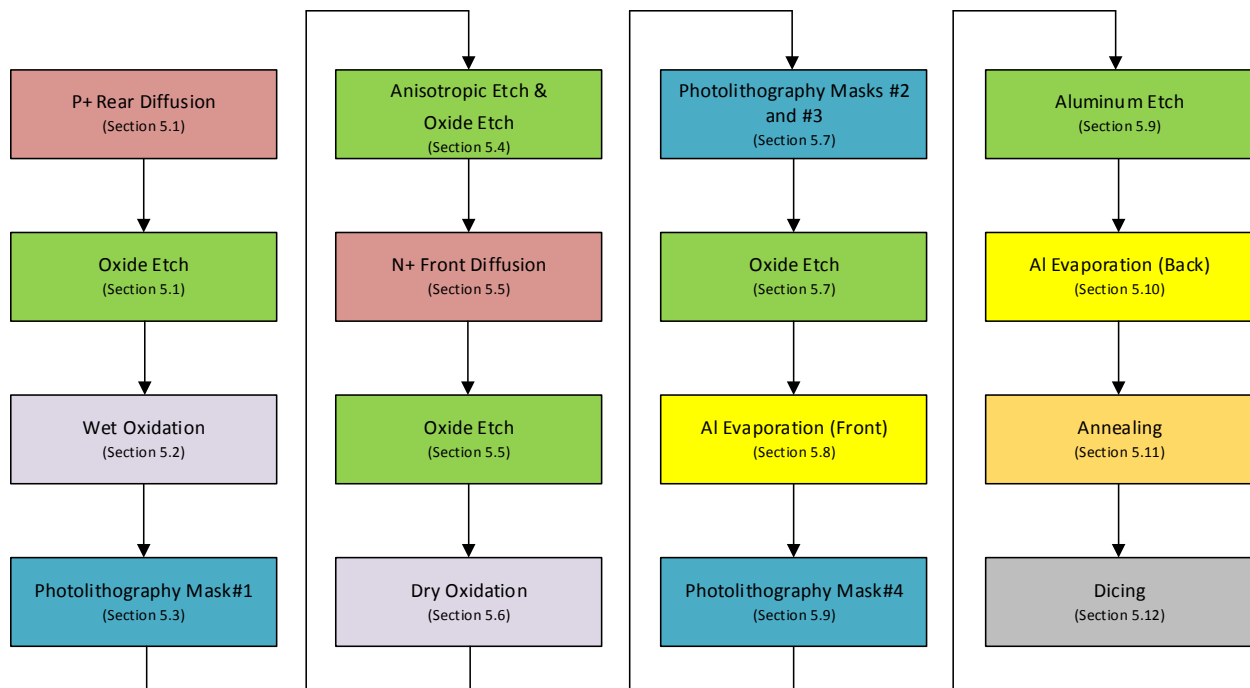 P+ Rear Diffusion
(Section 5.1)
Oxide Etch
(Section 5.1)
Wet Oxidation
(Section 5.2)
Photolithography Mask#1
(Section 5.3)
Anisotropic Etch &
Oxide Etch
(Section 5.4)
N+ Front Diffusion
(Section 5.5)
Oxide Etch
(Section 5.5)
Dry Oxidation
(Section 5.6)
Photolithography Masks #2
and #3
(Section 5.7)
Oxide Etch
(Section 5.7)
Al Evaporation (Front)
(Section 5.8)
Photolithography Mask#4
(Section 5.9)
Aluminum Etch
(Section 5.9)
Al Evaporation (Back)
(Section 5.10)
Annealing
(Section 5.11)
Dicing
(Section 5.12)